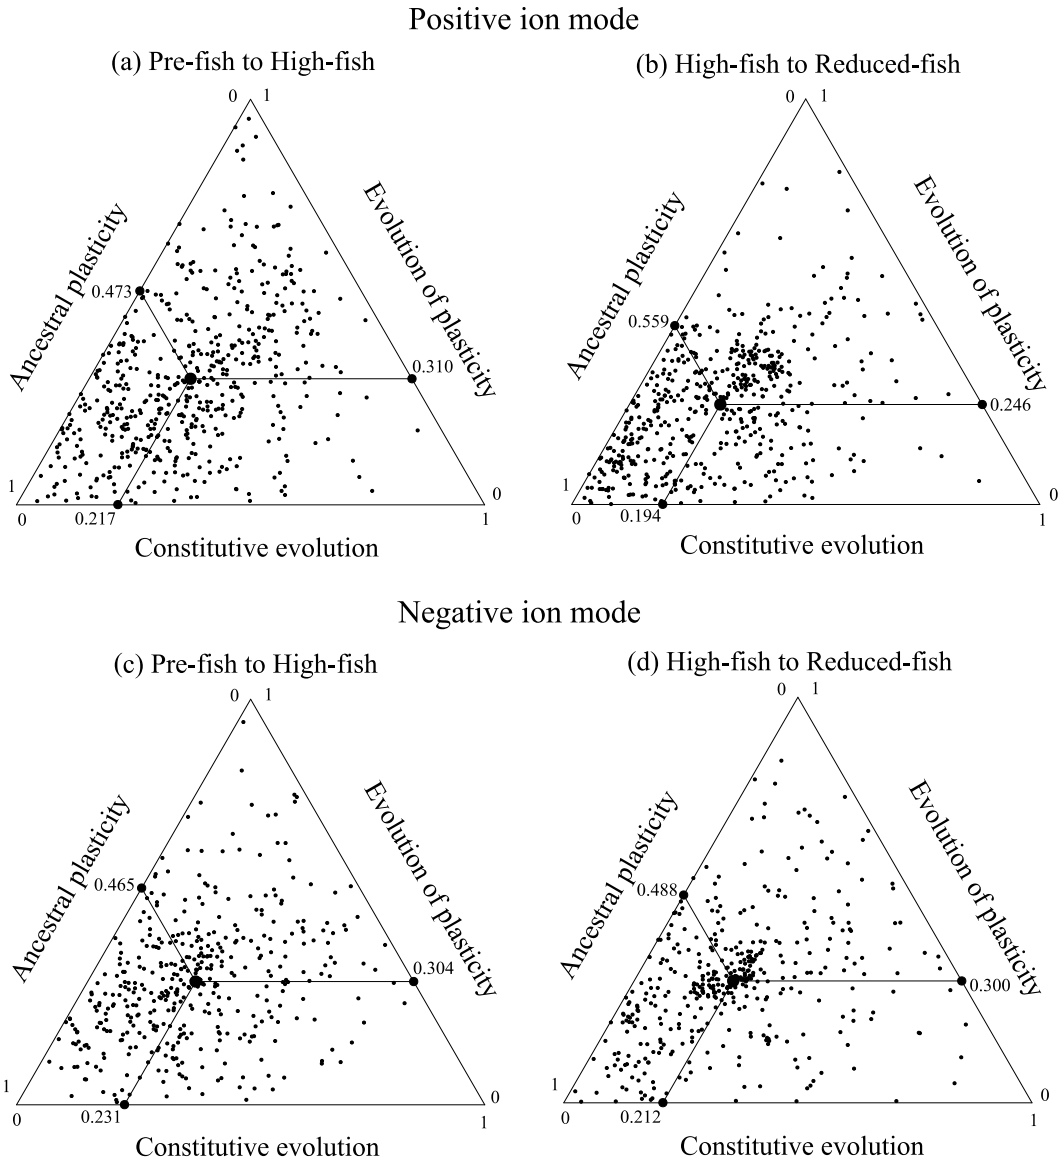 Positive ion mode
(a) Pre-fish to High-fish
(b) High-fish to Reduced-fish
0 1
0 1
Ancestral plasticity
Evolution of plasticity
Ancestral plasticity
Evolution of plasticity
0.473
0.559
0.310
0.246
1
0
1
0
0
0.217
1
0
0.194
1
Constitutive evolution
Constitutive evolution
Negative ion mode
(c) Pre-fish to High-fish
(d) High-fish to Reduced-fish
0 1
0 1
Ancestral plasticity
Evolution of plasticity
Ancestral plasticity
Evolution of plasticity
0.465
0.488
0.304
0.300
1
0
1
0
0
0.231
1
0
0.212
1
Constitutive evolution
Constitutive evolution